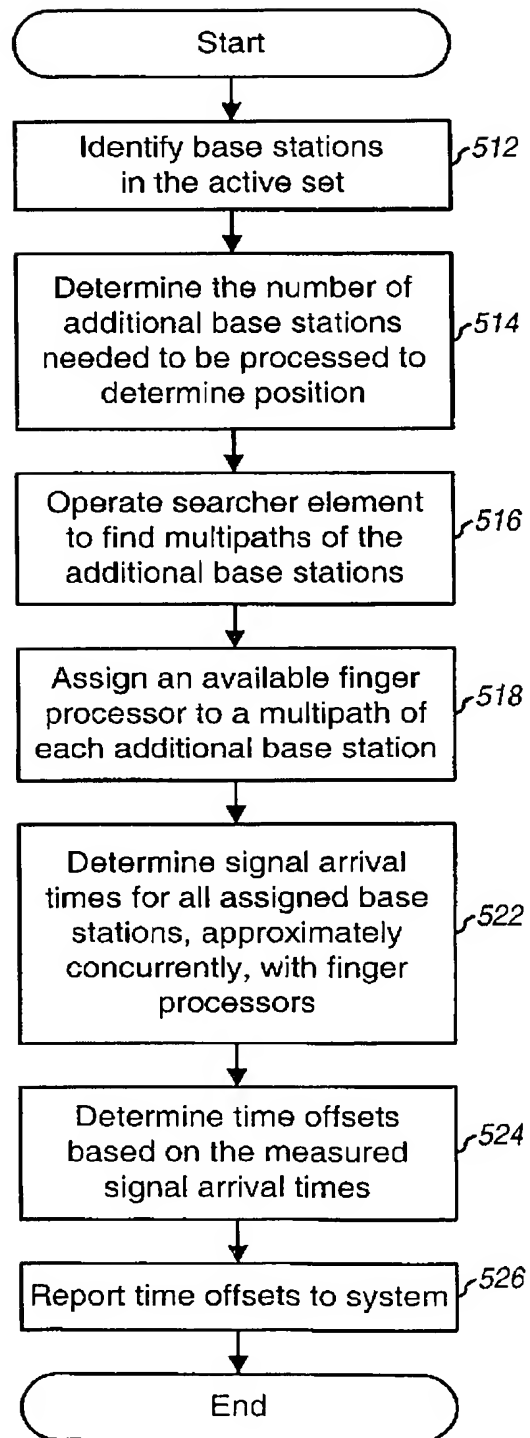 Start
Identify base stations
in the active set
512
Determine the number of
additional base stations
needed to be processed to
determine position
514
Operate searcher element
to find multipaths of the
additional base stations
516
Assign an available finger
processor to a multipath of
each additional base station
518
Determine signal arrival
times for all assigned base
stations, approximately
concurrently, with finger
processors
522
Determine time offsets
based on the measured
signal arrival times
524
Report time offsets to system
526
End